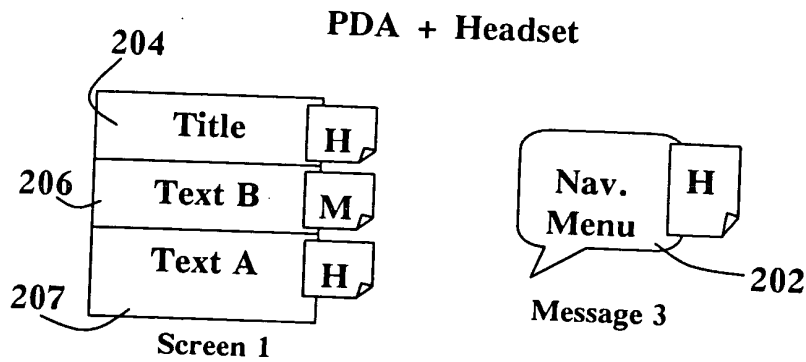 PDA + Headset
204
Title
H
206
Text B
M
Text A
H
207
Screen 1
Nav.
Menu
H
202
Message 3